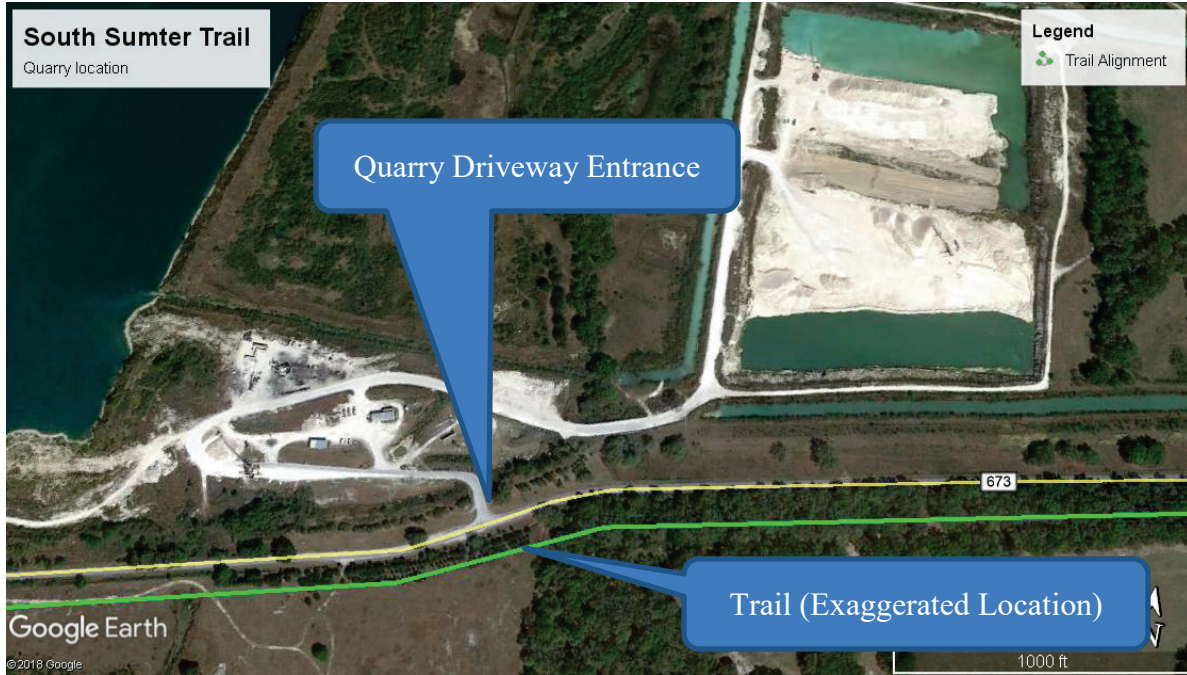 South Sumter Trail
Quarry location
Legend
Trail Alignment
Quarry Driveway Entrance
673
Trail (Exaggerated Location)
Google Earth
N
©2018 Google
1000 ft